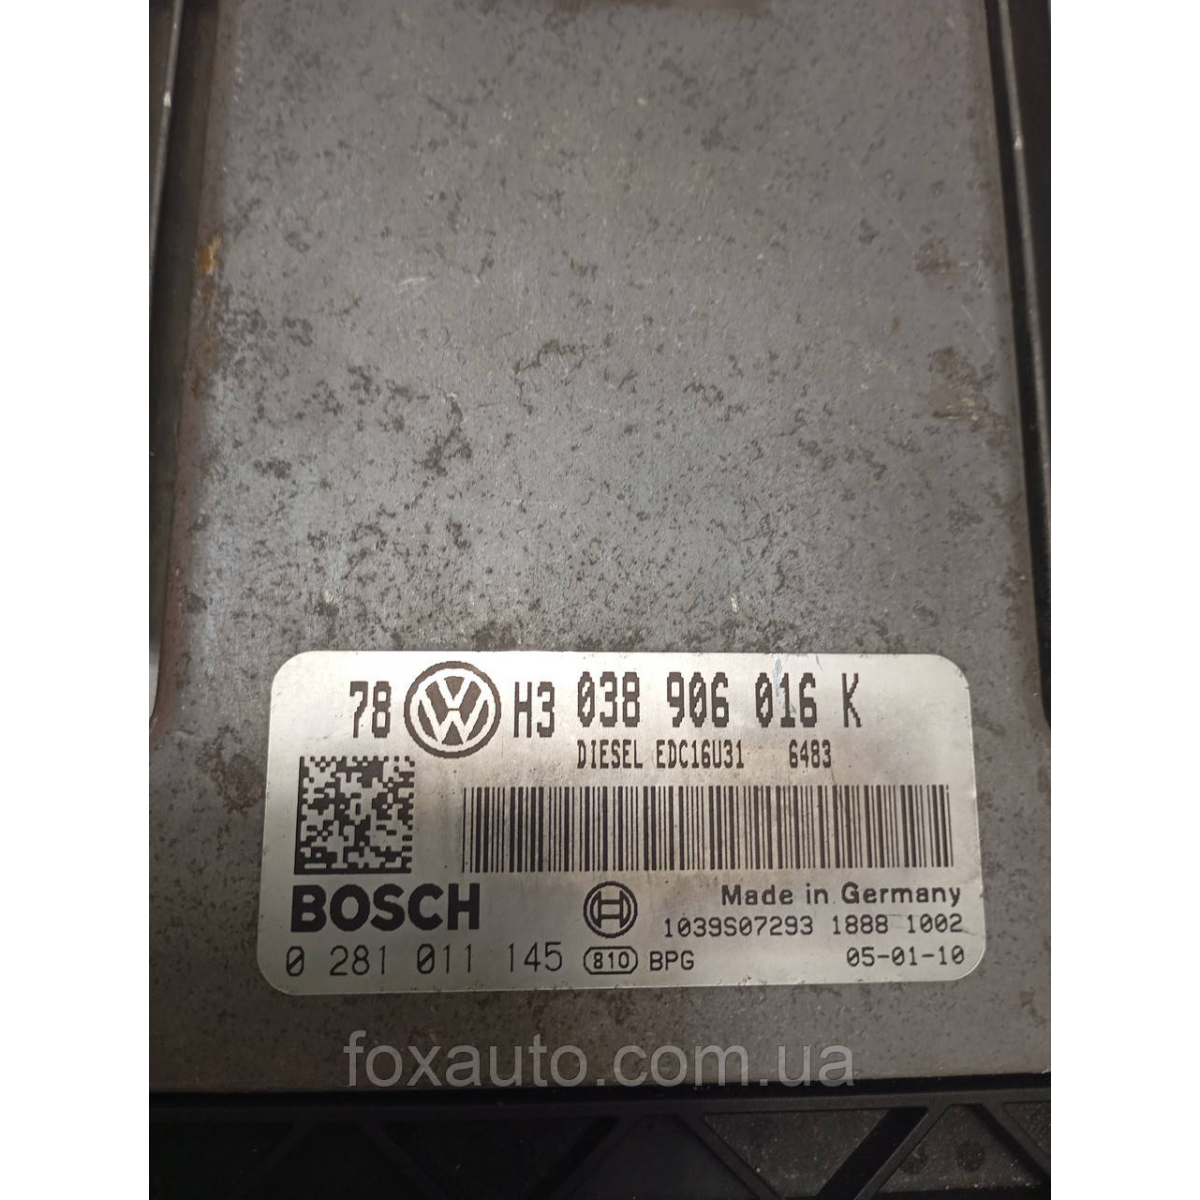 78 VW H3 038 906 016 K
DIESEL EDC16U31 6483
BOSCH
Made in Germany
1039S07293 1888 1002
0 281 011 145 810 BPG 05-01-10
foxauto.com.ua